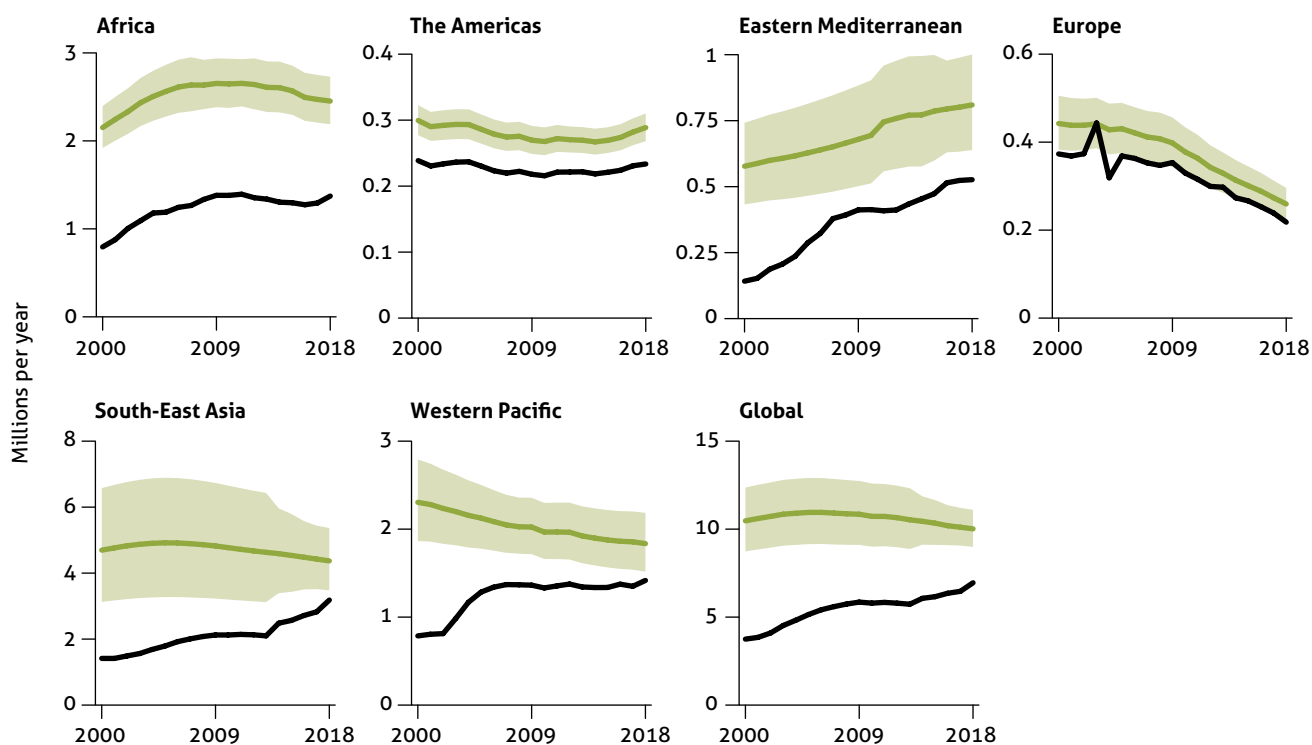 Millions per year
Africa
3
2
1
0
2000 2009 2018
The Americas
0.4
0.3
0.2
0.1
0
2000 2009 2018
Eastern Mediterranean
1
0.75
0.5
0.25
0
2000 2009 2018
Europe
0.6
0.4
0.2
0
2000 2009 2018
South-East Asia
8
6
4
2
0
2000 2009 2018
Western Pacific
3
2
1
0
2000 2009 2018
Global
15
10
5
0
2000 2009 2018